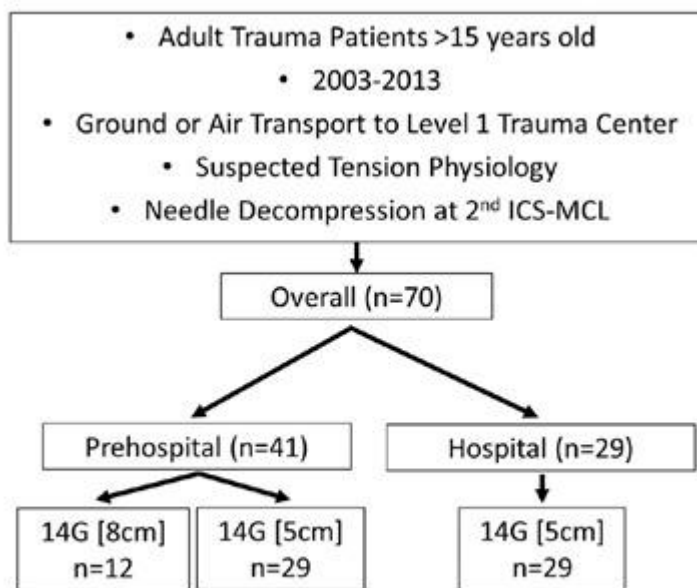 • Adult Trauma Patients >15 years old
• 2003-2013
• Ground or Air Transport to Level 1 Trauma Center
• Suspected Tension Physiology
• Needle Decompression at 2nd ICS-MCL
Overall (n=70)
Prehospital (n=41)
Hospital (n=29)
14G [8cm]
n=12
14G [5cm]
n=29
14G [5cm]
n=29